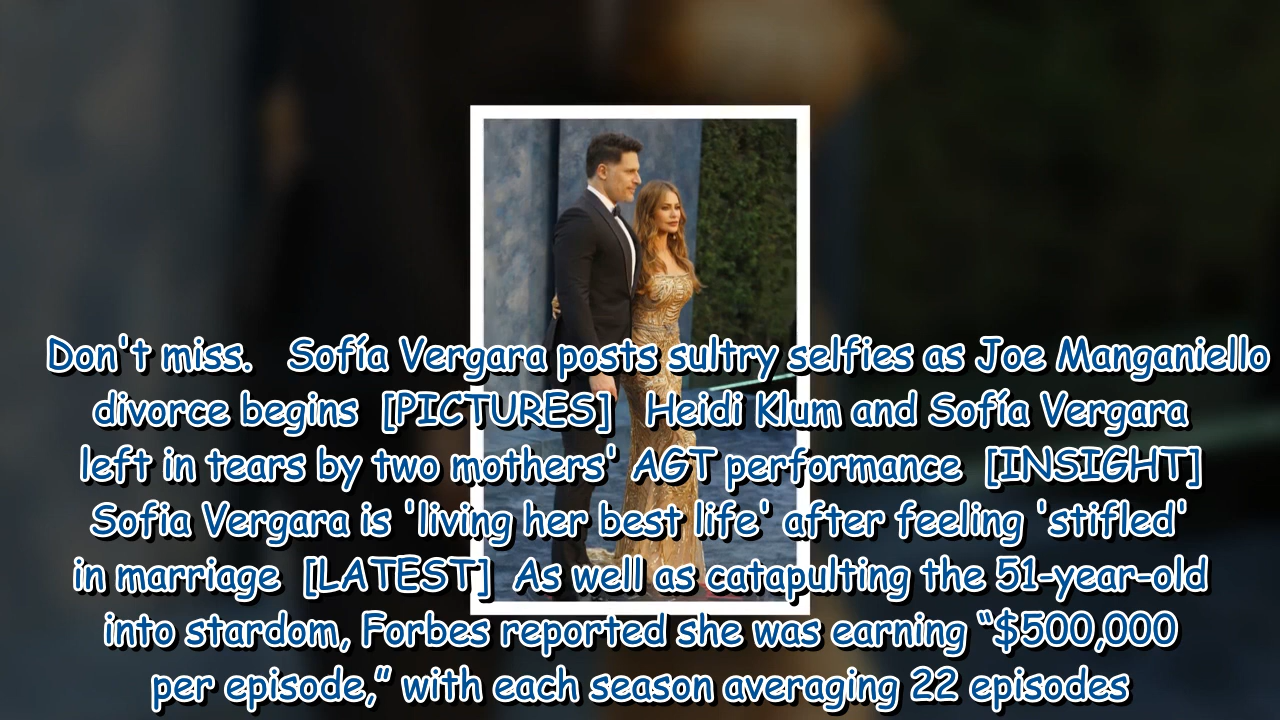 Don't miss.   Sofía Vergara posts sultry selfies as Joe Manganiello
divorce begins  [PICTURES]   Heidi Klum and Sofía Vergara
left in tears by two mothers' AGT performance  [INSIGHT]
Sofia Vergara is 'living her best life' after feeling 'stifled'
in marriage  [LATEST]  As well as catapulting the 51-year-old
into stardom, Forbes reported she was earning “$500,000
per episode,” with each season averaging 22 episodes